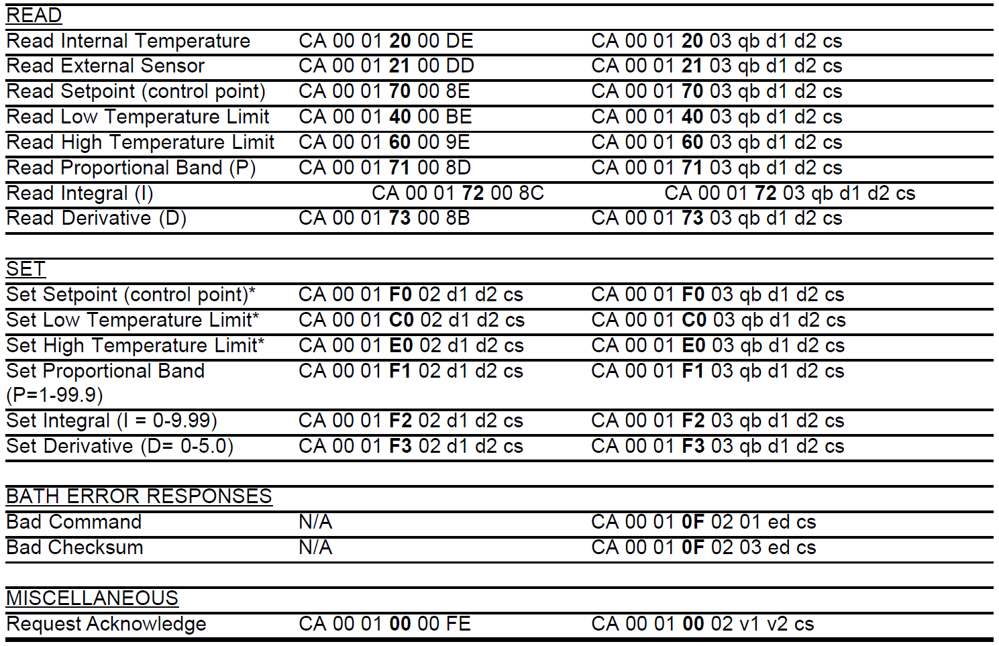 READ
Read Internal Temperature CA 00 01 20 00 DE CA 00 01 20 03 qb d1 d2 cs
Read External Sensor CA 00 01 21 00 DD CA 00 01 21 03 qb d1 d2 cs
Read Setpoint (control point) CA 00 01 70 00 8E CA 00 01 70 03 qb d1 d2 cs
Read Low Temperature Limit CA 00 01 40 00 BE CA 00 01 40 03 qb d1 d2 cs
Read High Temperature Limit CA 00 01 60 00 9E CA 00 01 60 03 qb d1 d2 cs
Read Proportional Band (P) CA 00 01 71 00 8D CA 00 01 71 03 qb d1 d2 cs
Read Integral (I) CA 00 01 72 00 8C CA 00 01 72 03 qb d1 d2 cs
Read Derivative (D) CA 00 01 73 00 8B CA 00 01 73 03 qb d1 d2 cs
SET
Set Setpoint (control point)* CA 00 01 F0 02 d1 d2 cs CA 00 01 F0 03 qb d1 d2 cs
Set Low Temperature Limit* CA 00 01 C0 02 d1 d2 cs CA 00 01 C0 03 qb d1 d2 cs
Set High Temperature Limit* CA 00 01 E0 02 d1 d2 cs CA 00 01 E0 03 qb d1 d2 cs
Set Proportional Band CA 00 01 F1 02 d1 d2 cs CA 00 01 F1 03 qb d1 d2 cs
(P=1-99.9)
Set Integral (I = 0-9.99) CA 00 01 F2 02 d1 d2 cs CA 00 01 F2 03 qb d1 d2 cs
Set Derivative (D= 0-5.0) CA 00 01 F3 02 d1 d2 cs CA 00 01 F3 03 qb d1 d2 cs
BATH ERROR RESPONSES
Bad Command N/A CA 00 01 0F 02 01 ed cs
Bad Checksum N/A CA 00 01 0F 02 03 ed cs
MISCELLANEOUS
Request Acknowledge CA 00 01 00 00 FE CA 00 01 00 02 v1 v2 cs